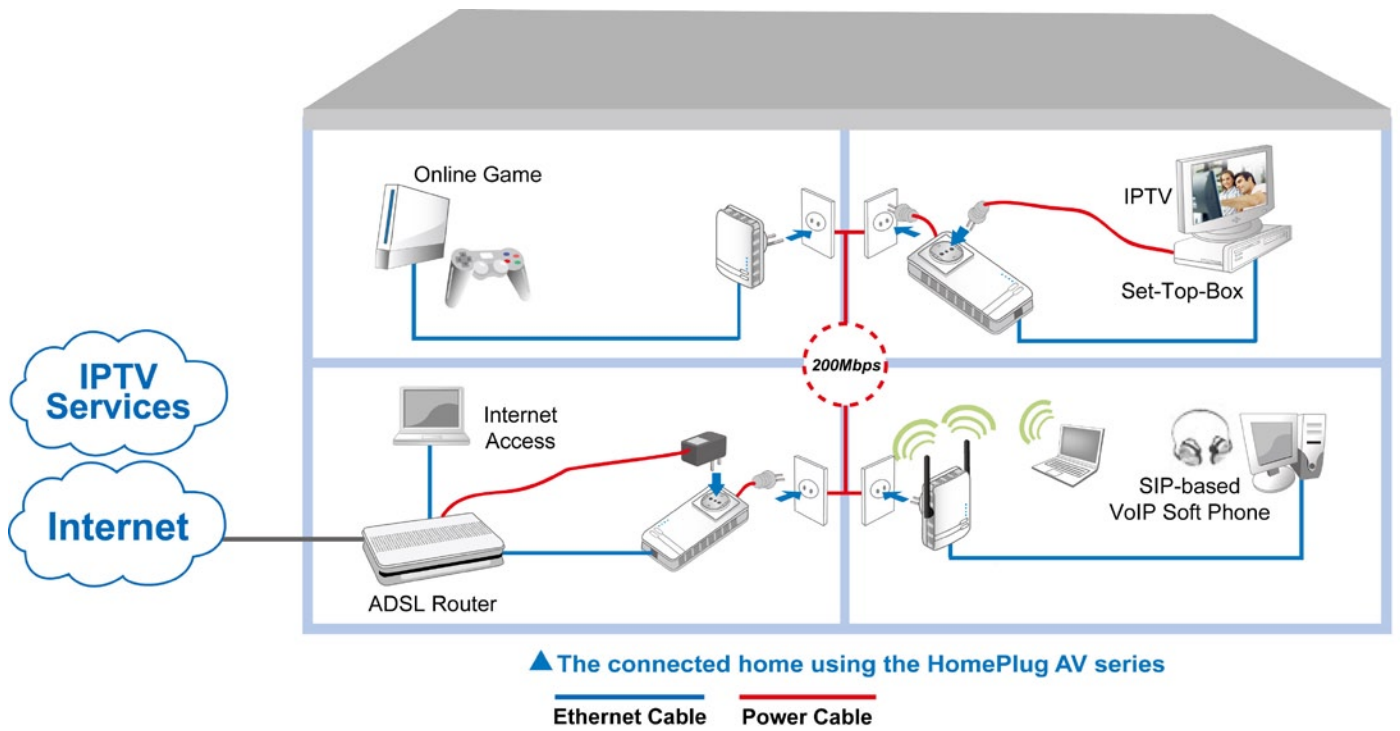 Online Game
IPTV
Set-Top-Box
200Mbps
IPTV
Services
Internet
Internet
Access
ADSL Router
SIP-based
VoIP Soft Phone
The connected home using the HomePlug AV series
Ethernet Cable
Power Cable